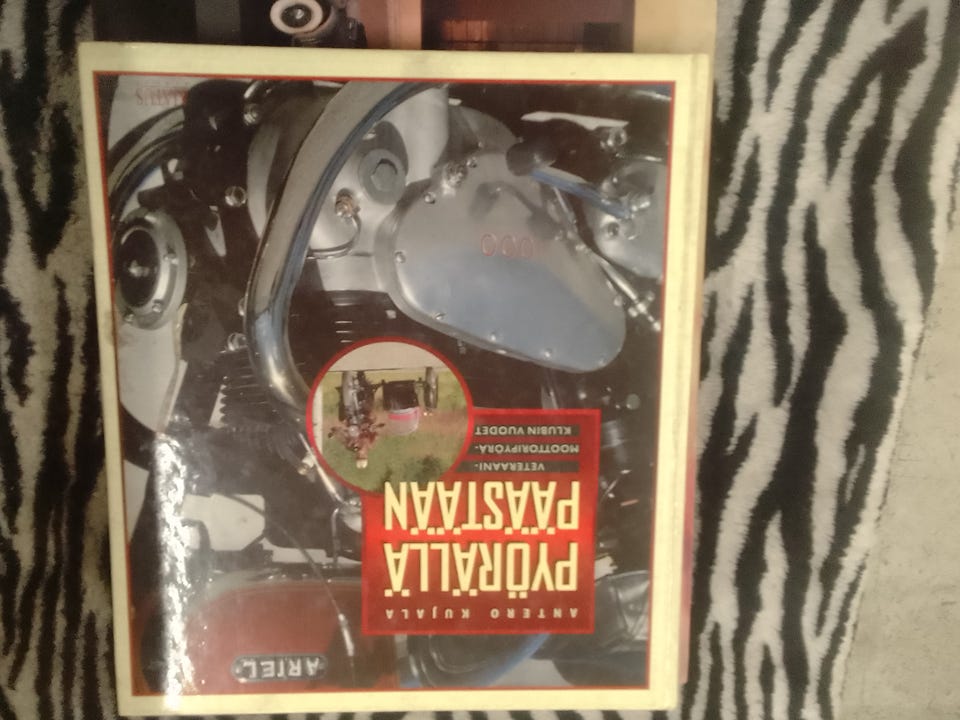 ARIEL
ANTERO KUJALA
PYÖRÄLLÄ
PÄÄSTÄÄN
VETERAANI-
MOOTTORIPYÖRÄ-
KLUBIN VUODET